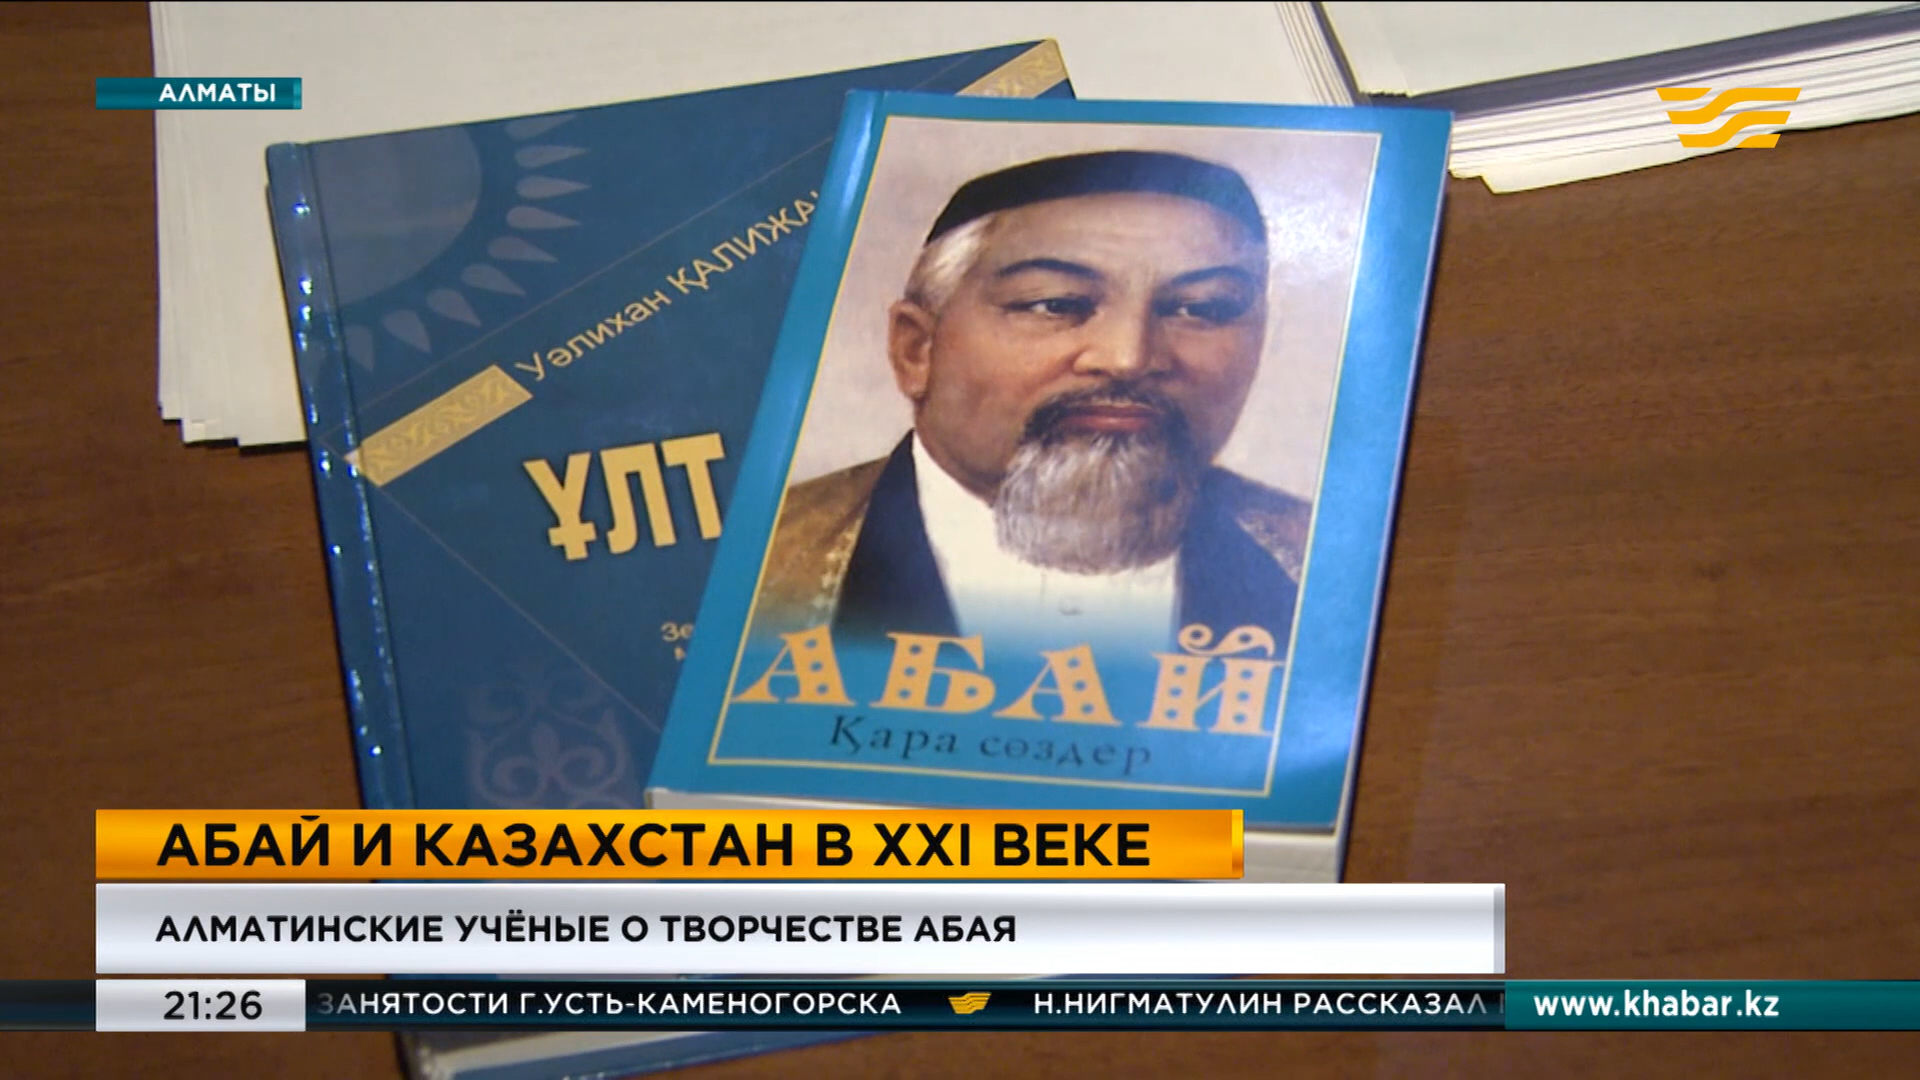 АЛМАТЫ
Уәлихан ҚАЛИЖА
ҰЛТ
АБАЙ
Қара сөздер
АБАЙ И КАЗАХСТАН В XXI ВЕКЕ
АЛМАТИНСКИЕ УЧЁНЫЕ О ТВОРЧЕСТВЕ АБАЯ
21:26 ЗАНЯТОСТИ Г.УСТЬ-КАМЕНОГОРСКА Н.НИГМАТУЛИН РАССКАЗАЛ www.khabar.kz